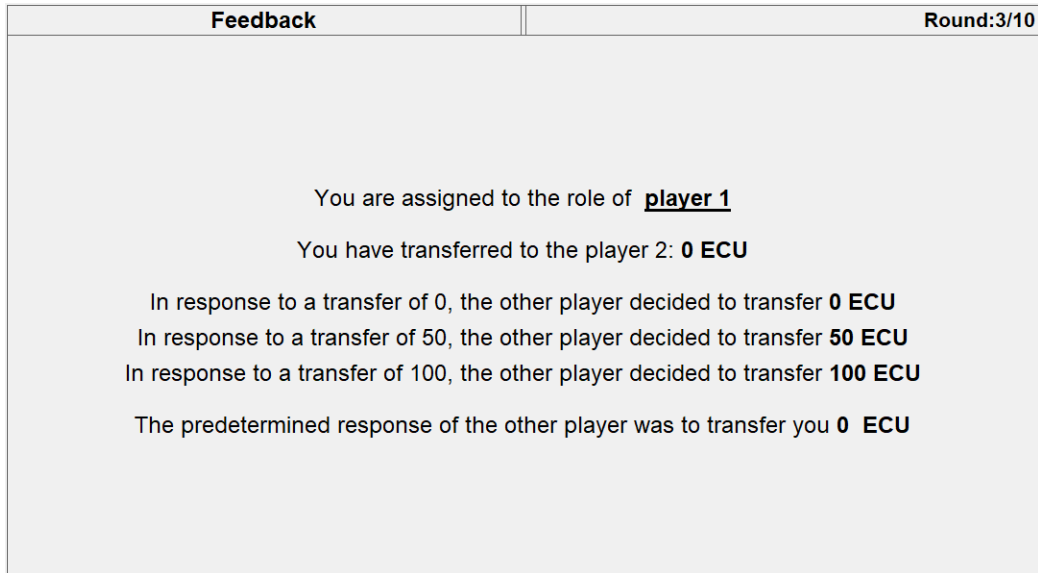 Feedback
Round:3/10
You are assigned to the role of player 1
You have transferred to the player 2: 0 ECU
In response to a transfer of 0, the other player decided to transfer 0 ECU
In response to a transfer of 50, the other player decided to transfer 50 ECU
In response to a transfer of 100, the other player decided to transfer 100 ECU
The predetermined response of the other player was to transfer you 0 ECU